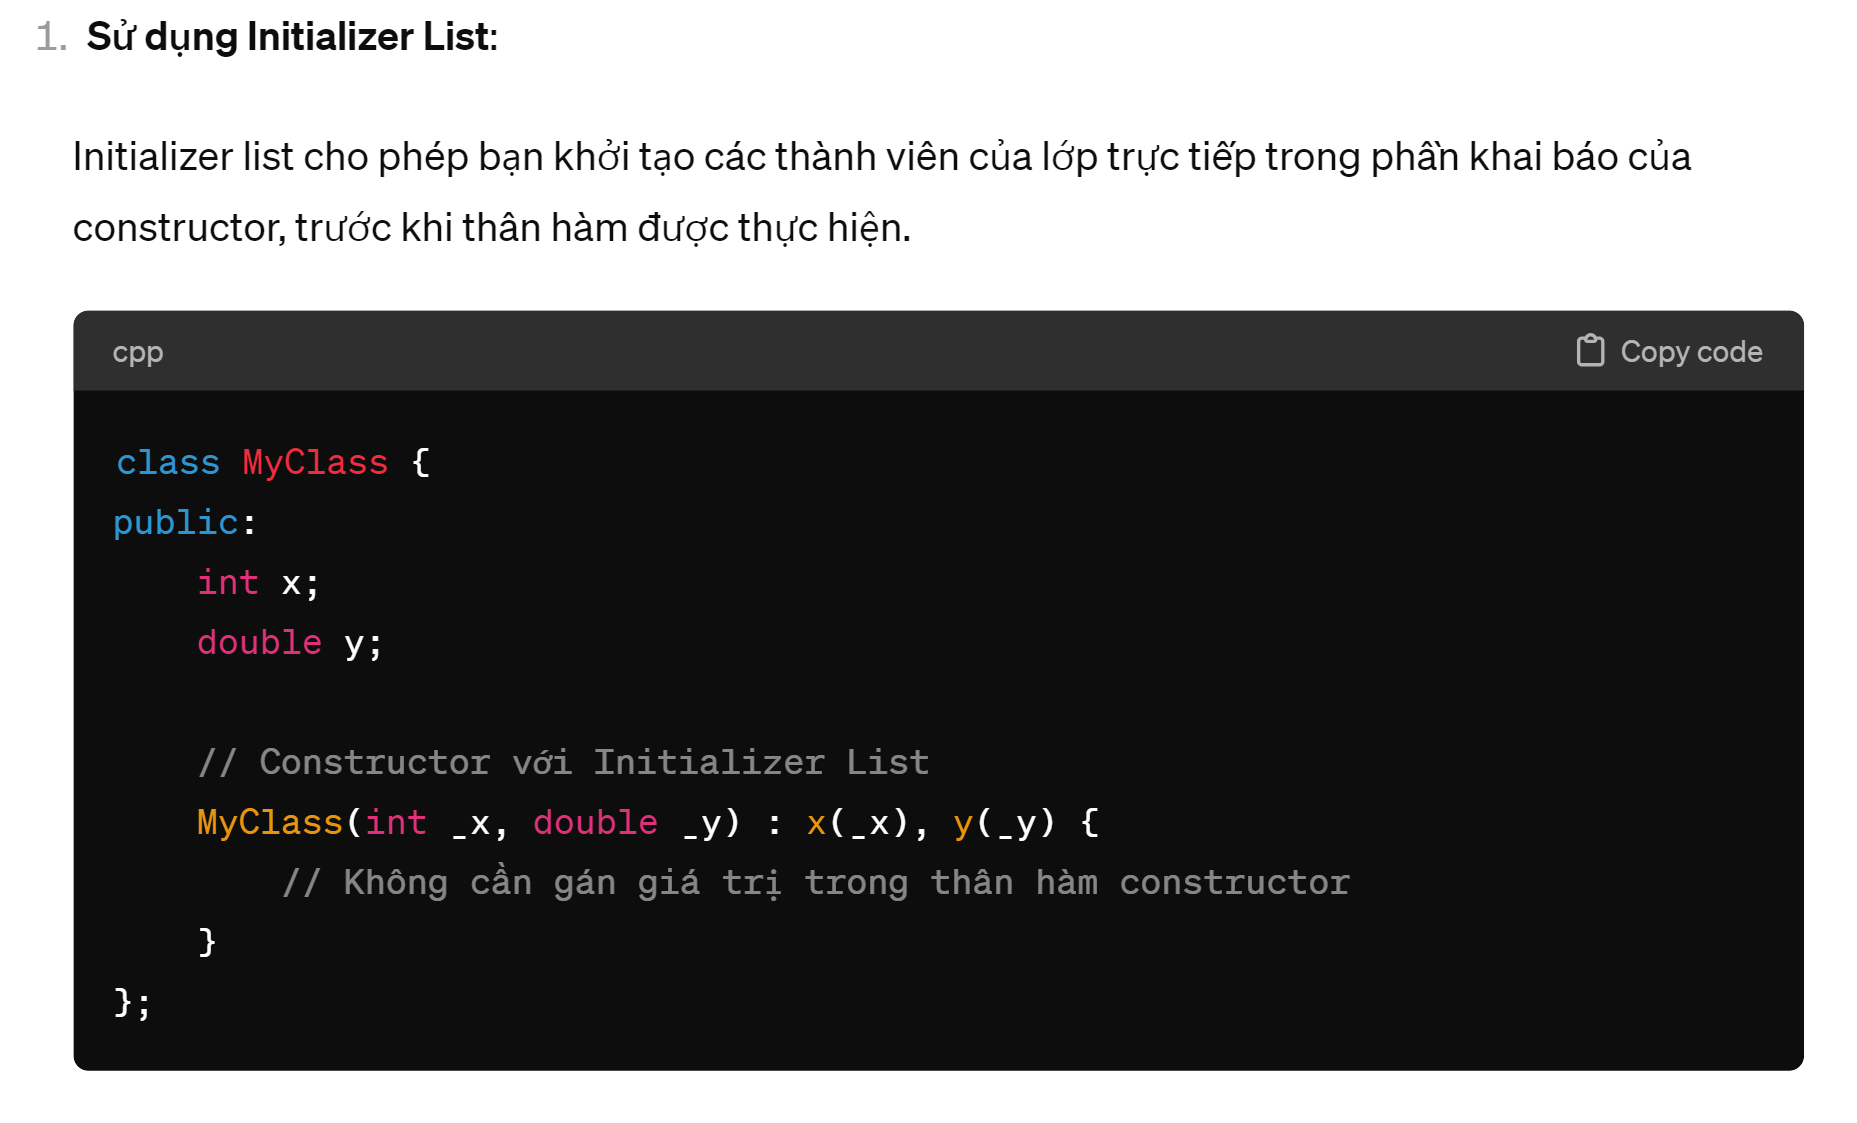 1. Sử dụng Initializer List:
Initializer list cho phép bạn khởi tạo các thành viên của lớp trực tiếp trong phần khai báo của
constructor, trước khi thân hàm được thực hiện.
cpp Copy code
class MyClass {
public:
    int x;
    double y;
    // Constructor với Initializer List
    MyClass(int _x, double _y) : x(_x), y(_y) {
        // Không cần gán giá trị trong thân hàm constructor
    }
};